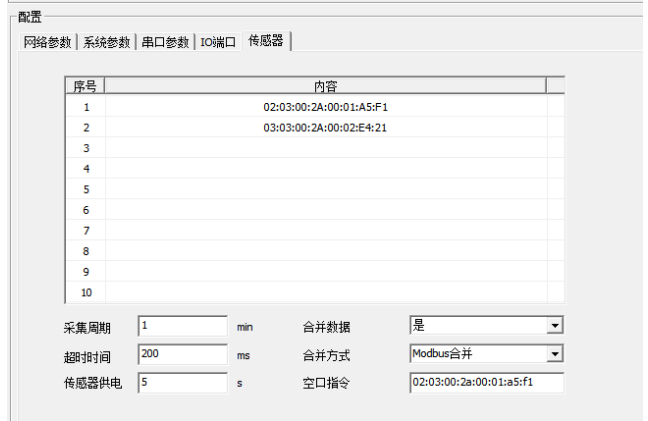 配置
网络参数 系统参数 串口参数 IO端口 传感器
序号 内容
1 02:03:00:2A:00:01:A5:F1
2 03:03:00:2A:00:02:E4:21
3
4
5
6
7
8
9
10
采集周期 1 min 合并数据 是
超时时间 200 ms 合并方式 Modbus合并
传感器供电 5 s 空口指令 02:03:00:2a:00:01:a5:f1